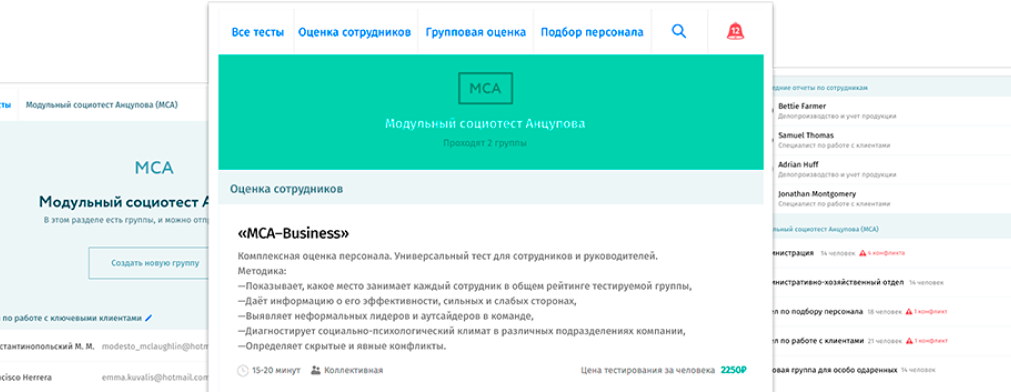 Все тесты
Оценка сотрудников
Групповая оценка
Подбор персонала
12
МСА
Модульный социотест Анцупова
Проходят 2 группы
Оценка сотрудников
«МСА–Business»
Комплексная оценка персонала. Универсальный тест для сотрудников и руководителей.
Методика:
—Показывает, какое место занимает каждый сотрудник в общем рейтинге тестируемой группы,
—Даёт информацию о его эффективности, сильных и слабых сторонах,
—Выявляет неформальных лидеров и аутсайдеров в команде,
—Диагностирует социально-психологический климат в различных подразделениях компании,
—Определяет скрытые и явные конфликты.
15-20 минут
Коллективная
Цена тестирования за человека 2250₽
Модульный социотест Анцупова (МСА)
МСА
Модульный социотест А
В этом разделе есть группы, и можно отп
Создать новую группу
по работе с ключевыми клиентами
стантинопольский М. М. modesto_mclaughlin@hotm
cisco Herrera emma.kuvalis@hotmail.com
отчеты по сотрудникам
Bettie Farmer
Делопроизводство и учет продукции
Samuel Thomas
Специалист по работе с клиентами
Adrian Huff
Делопроизводство и учет продукции
Jonathan Montgomery
Специалист по работе с клиентами
социотест Анцупова (МСА)
инистрация 14 человек 4 конфликта
инистративно-хозяйственный отдел 14 человек
ел по подбору персонала 18 человек 1 конфликт
ел по работе с клиентами 21 человек 1 конфликт
овая группа для особо одаренных 14 человек